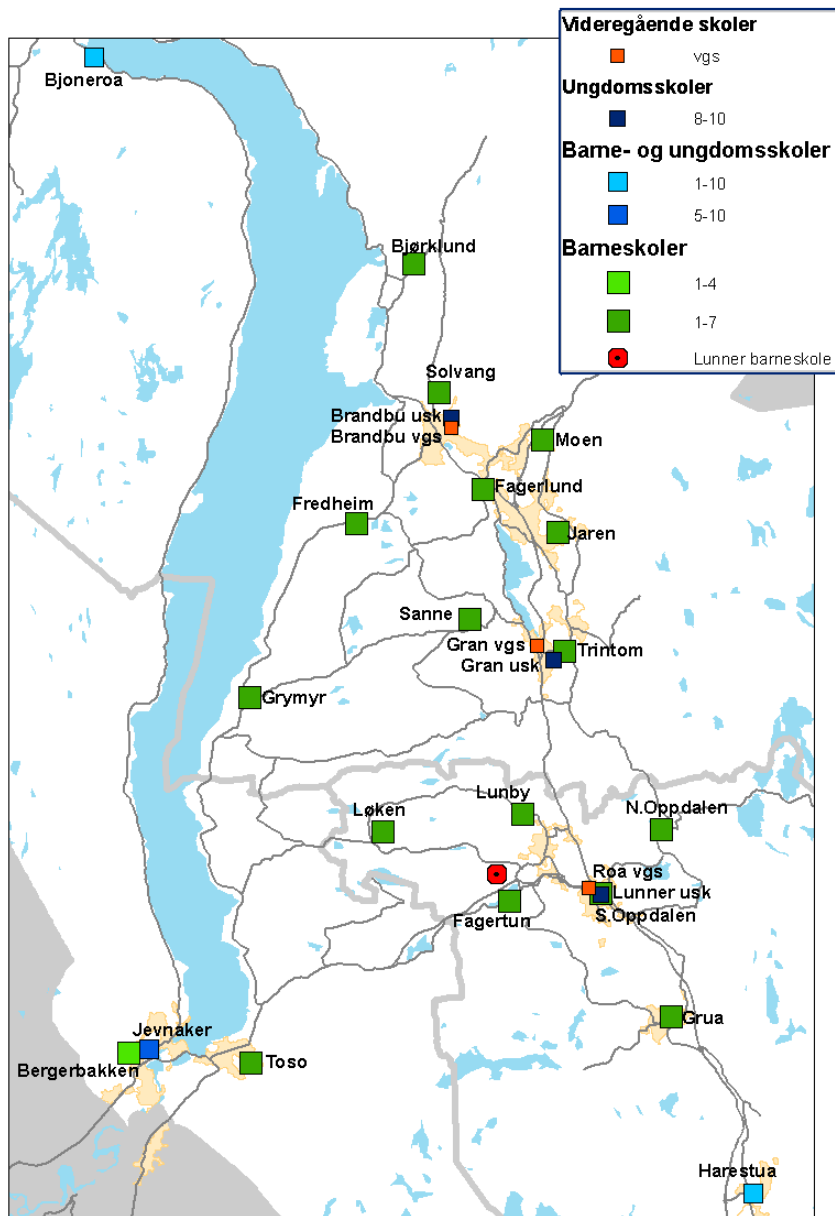 Videregående skoler
vgs
Ungdomsskoler
8-10
Barne- og ungdomsskoler
1-10
5-10
Barneskoler
1-4
1-7
Lunner barneskole
Bjoneroa
Bjørklund
Solvang
Brandbu usk
Brandbu vgs
Moen
Fagerlund
Fredheim
Jaren
Sanne
Gran vgs
Gran usk
Trintom
Grymyr
Lunby
Løken
N.Oppdalen
Roa vgs
Lunner usk
S.Oppdalen
Fagertun
Grua
Jevnaker
Bergerbakken
Toso
Harestua